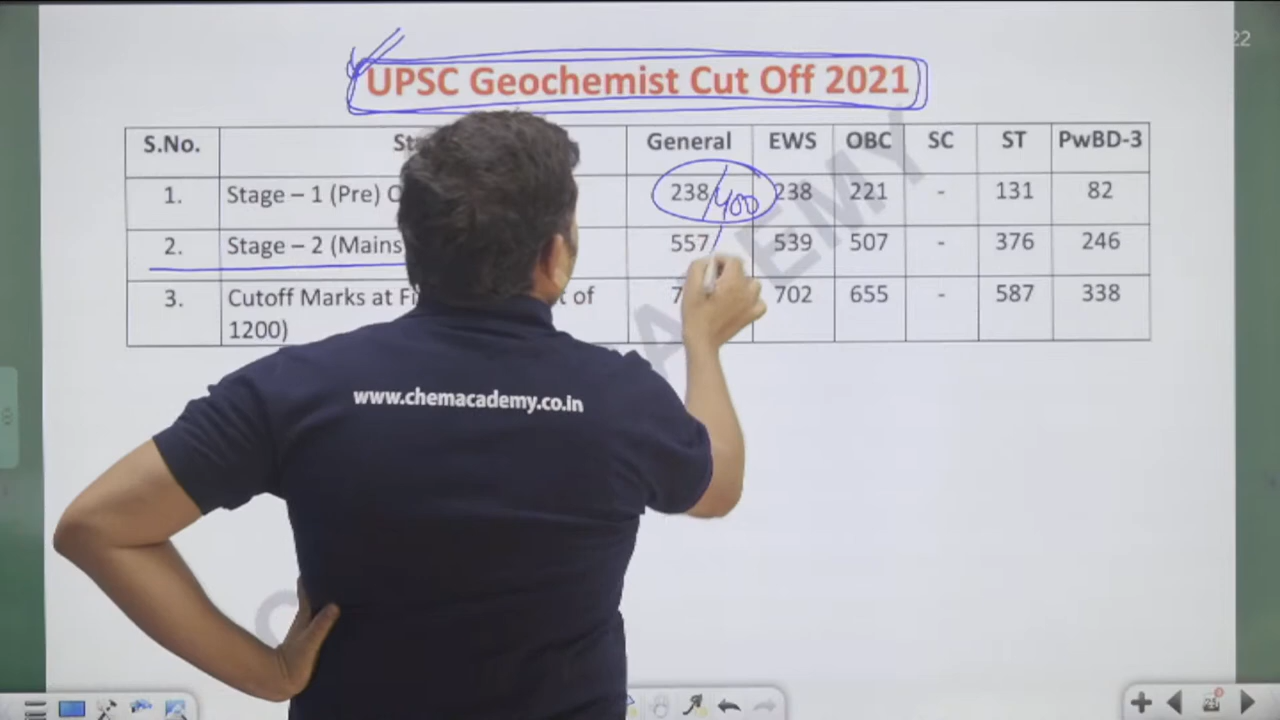 22
UPSC Geochemist Cut Off 2021
S.No. General EWS OBC SC ST PwBD-3
1. Stage – 1 (Pre) 238/400 238 221 - 131 82
2. Stage – 2 (Mains 557/ 539 507 - 376 246
3. Cutoff Marks at of 702 655 - 587 338
1200)
www.chemacademy.co.in
ACADEMY